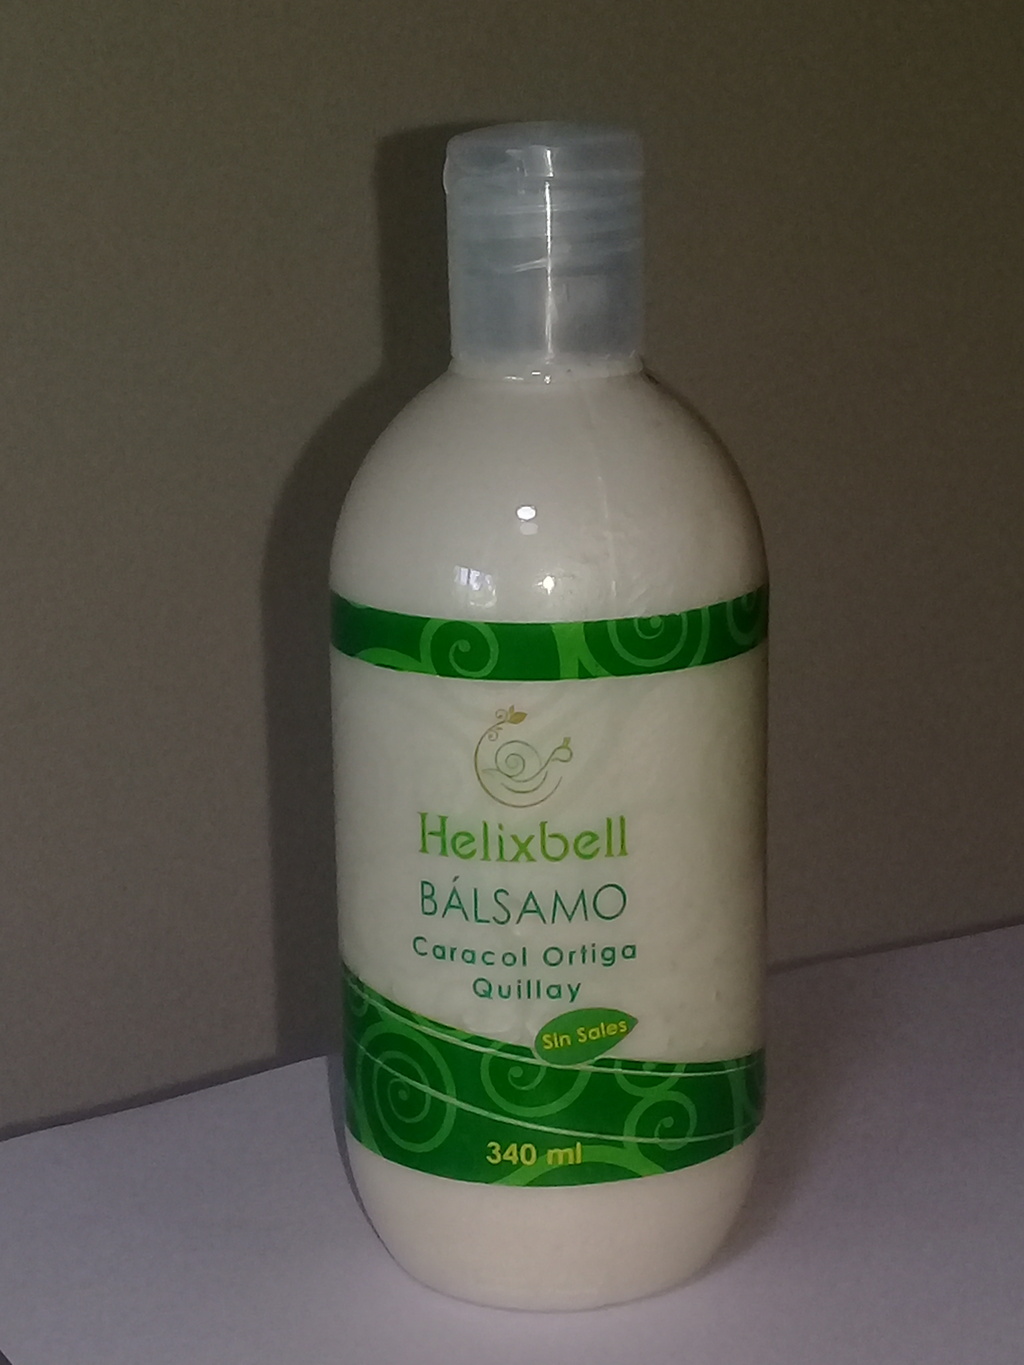 Helixbell
BÁLSAMO
Caracol Ortiga
Quillay
Sin Sales
340 ml